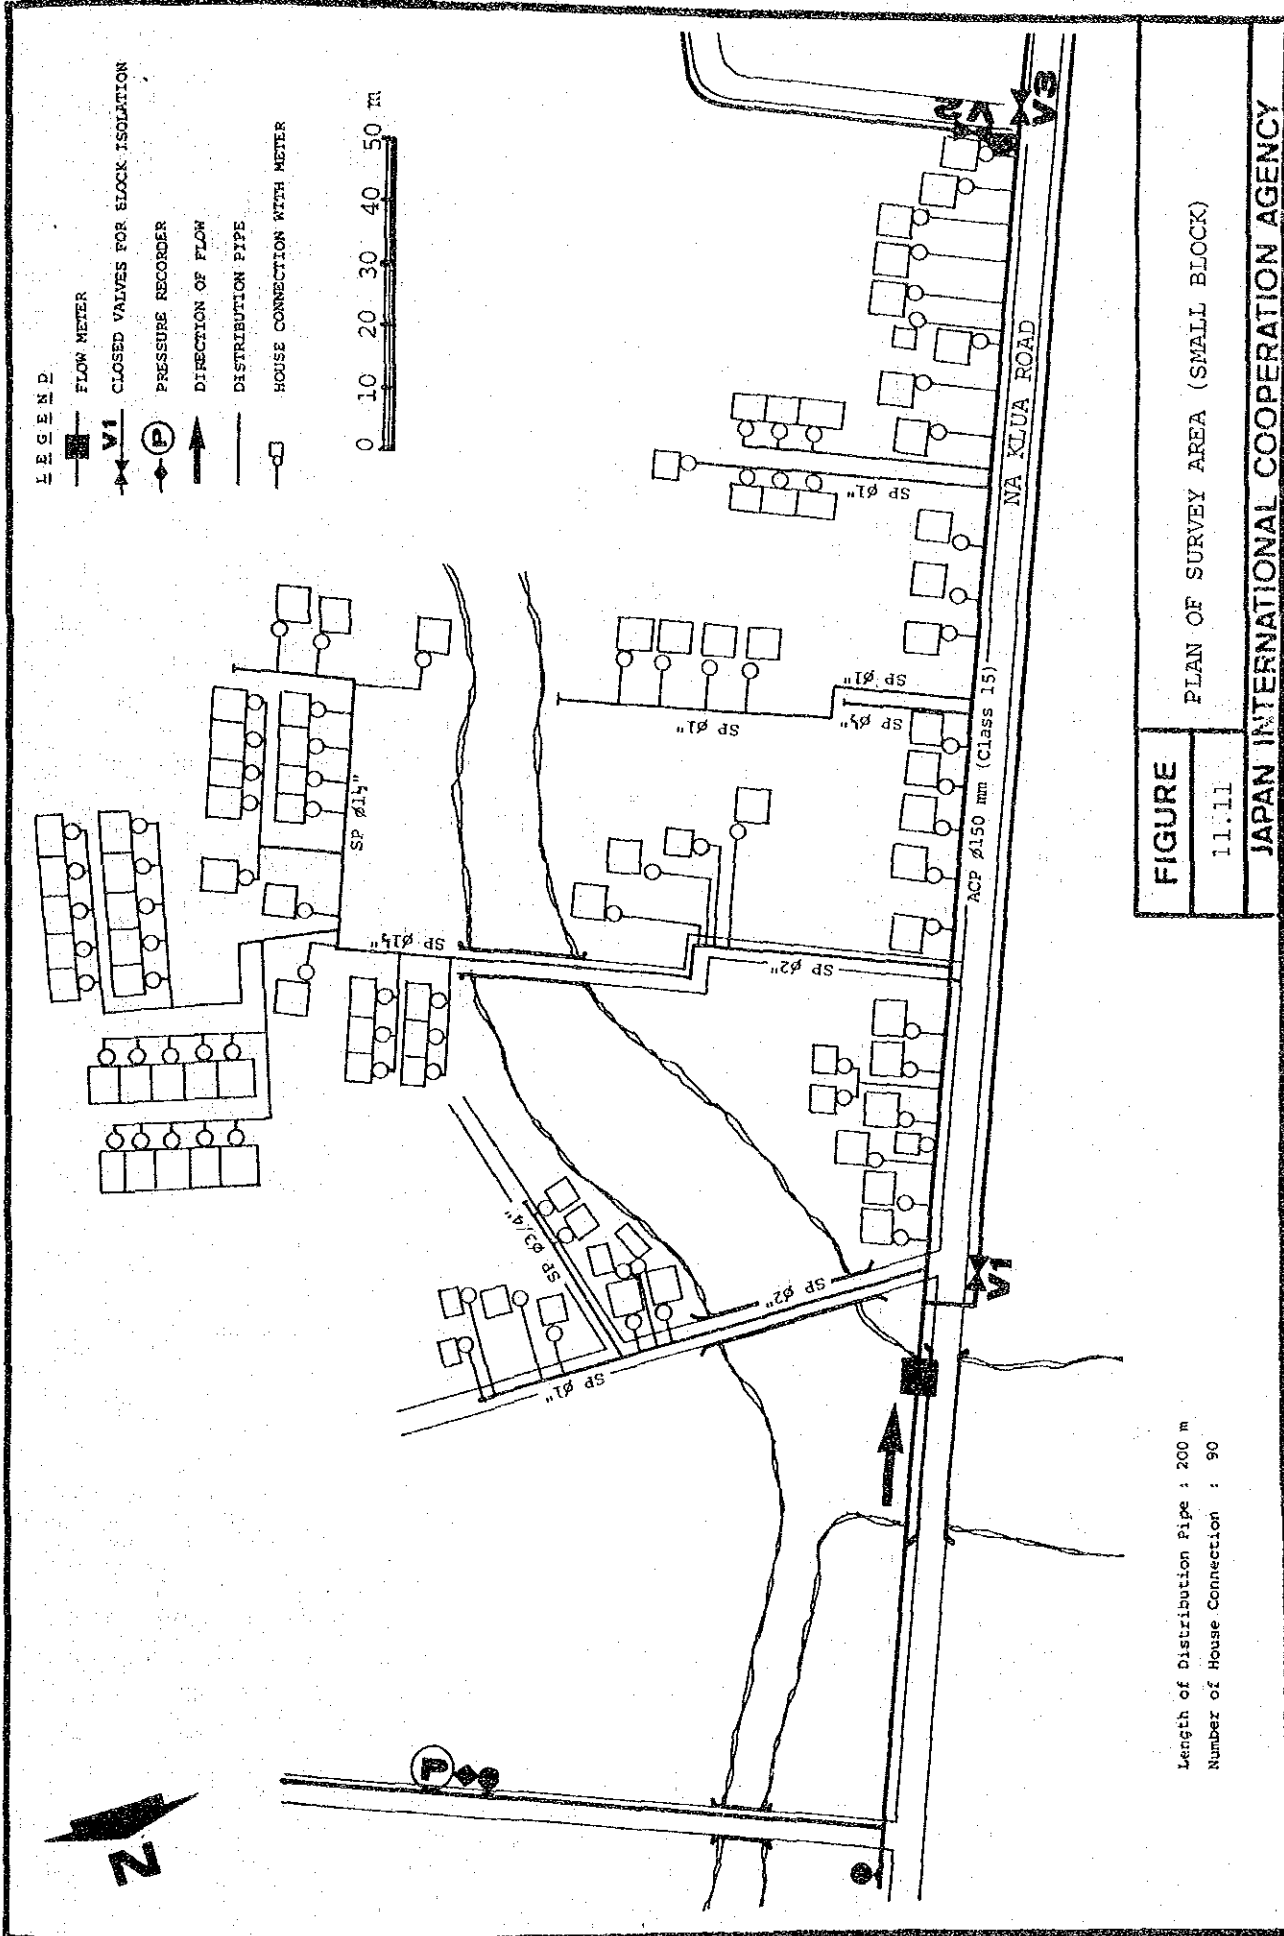 LEGEND
FLOW METER
V1
CLOSED VALVES FOR BLOCK ISOLATION
P
PRESSURE RECORDER
DIRECTION OF FLOW
DISTRIBUTION PIPE
HOUSE CONNECTION WITH METER
0 10 20 30 40 50 m
N
P
SP Ø1½"
SP Ø1½"
SP Ø2"
SP Ø1"
SP Ø½"
SP Ø1"
SP Ø1"
SP Ø3/4"
SP Ø1"
SP Ø2"
ACP Ø150 mm (Class 15)
NA KLUA ROAD
V1
V2
V3
Length of Distribution Pipe : 200 m
Number of House Connection : 90
FIGURE
11.11
PLAN OF SURVEY AREA (SMALL BLOCK)
JAPAN INTERNATIONAL COOPERATION AGENCY